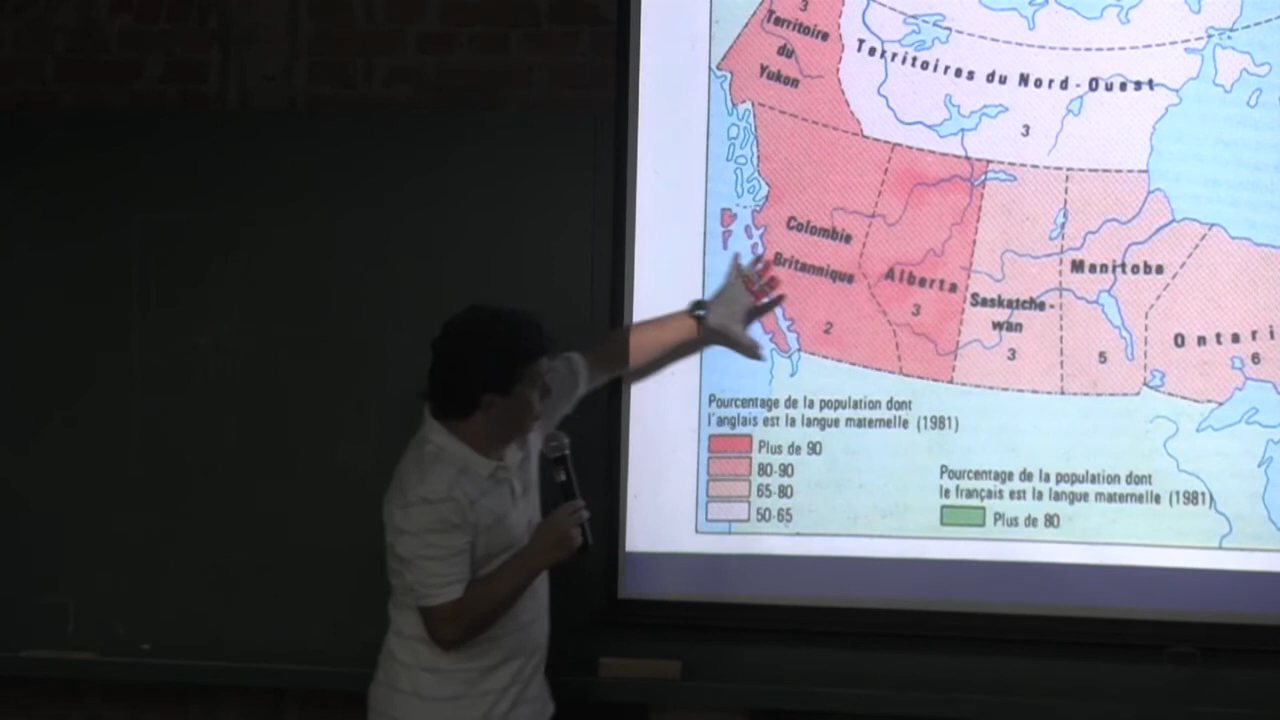 3
Territoire
du
Yukon
Territoires du Nord-Ouest
3
Colombie
Britannique
2
Alberta
3
Saskatche-
wan
3
Manitoba
5
Ontari
6
Pourcentage de la population dont
l'anglais est la langue maternelle (1981)
Plus de 90
80-90
65-80
50-65
Pourcentage de la population dont
le français est la langue maternelle (1981)
Plus de 80